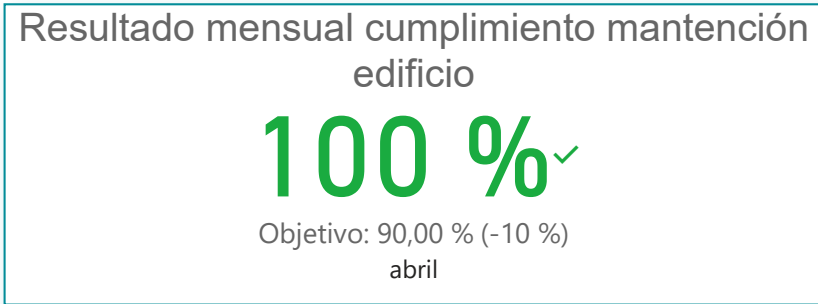 Resultado mensual cumplimiento mantención
edificio
100 %
Objetivo: 90,00 % (-10 %)
abril